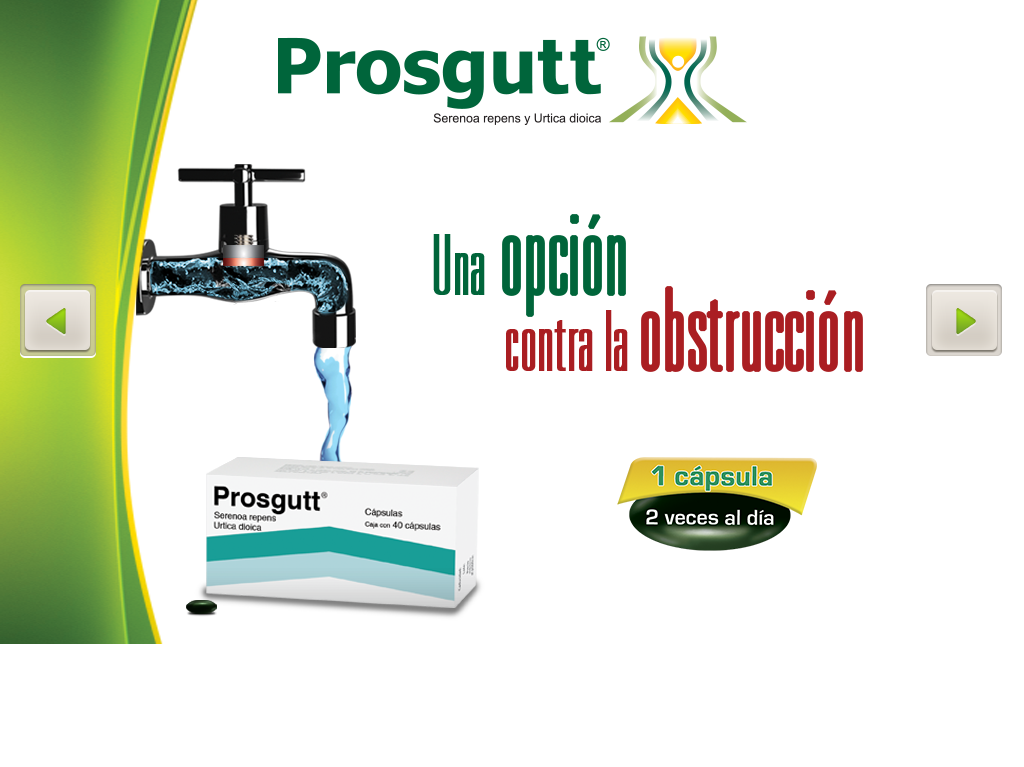 Prosgutt®
Serenoa repens y Urtica dioica
Una opción
contra la obstrucción
1 cápsula
2 veces al día
Prosgutt®
Serenoa repens
Urtica dioica
Cápsulas
Caja con 40 cápsulas